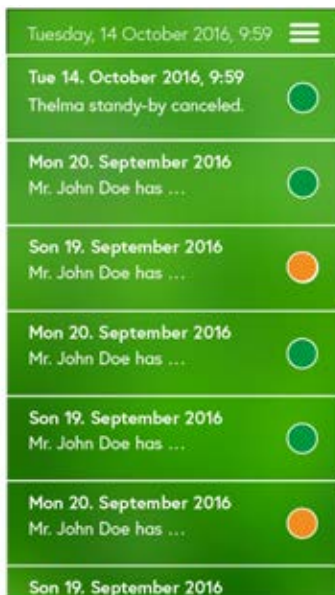 Tuesday, 14 October 2016, 9:59
Tue 14. October 2016, 9:59
Thelma standy-by canceled.
Mon 20. September 2016
Mr. John Doe has ...
Son 19. September 2016
Mr. John Doe has ...
Mon 20. September 2016
Mr. John Doe has ...
Son 19. September 2016
Mr. John Doe has ...
Mon 20. September 2016
Mr. John Doe has ...
Son 19. September 2016